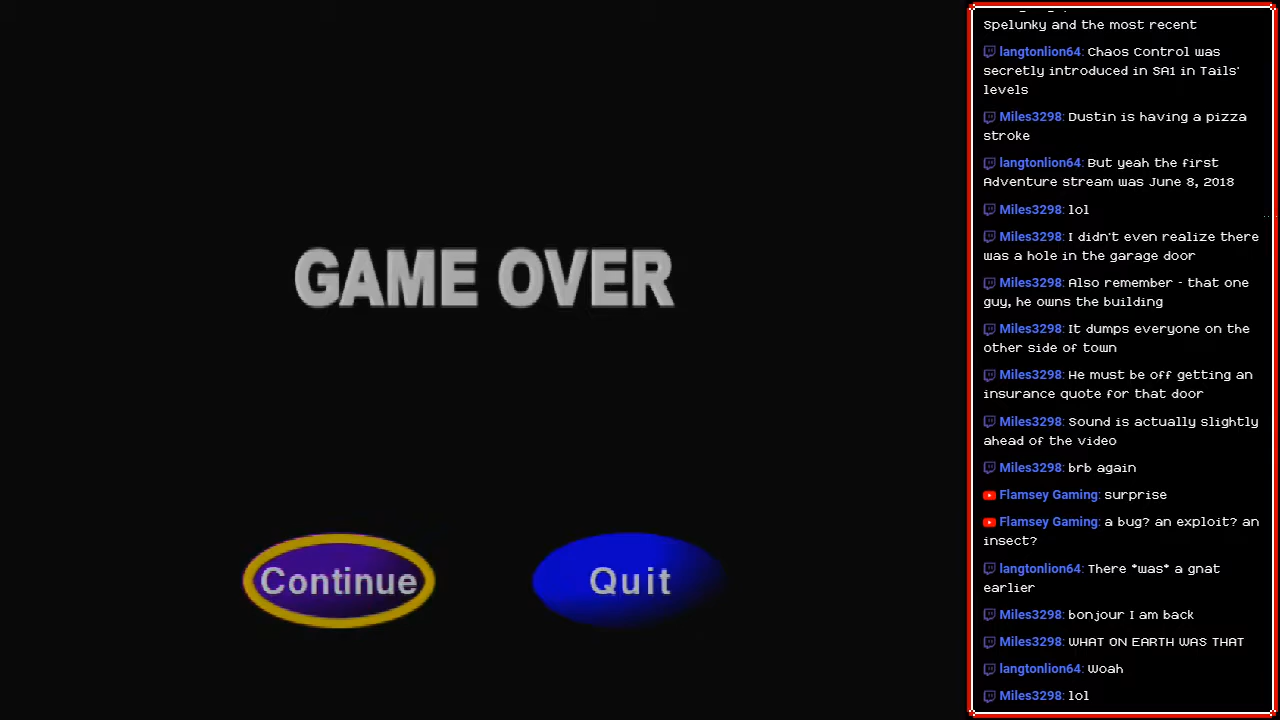 GAME OVER
Continue
Quit
Spelunky and the most recent
langtonlion64: Chaos Control was
secretly introduced in SA1 in Tails'
levels
Miles3298: Dustin is having a pizza
stroke
langtonlion64: But yeah the first
Adventure stream was June 8, 2018
Miles3298: lol
Miles3298: I didn't even realize there
was a hole in the garage door
Miles3298: Also remember - that one
guy, he owns the building
Miles3298: It dumps everyone on the
other side of town
Miles3298: He must be off getting an
insurance quote for that door
Miles3298: Sound is actually slightly
ahead of the video
Miles3298: brb again
Flamsey Gaming: surprise
Flamsey Gaming: a bug? an exploit? an
insect?
langtonlion64: There *was* a gnat
earlier
Miles3298: bonjour I am back
Miles3298: WHAT ON EARTH WAS THAT
langtonlion64: Woah
Miles3298: lol